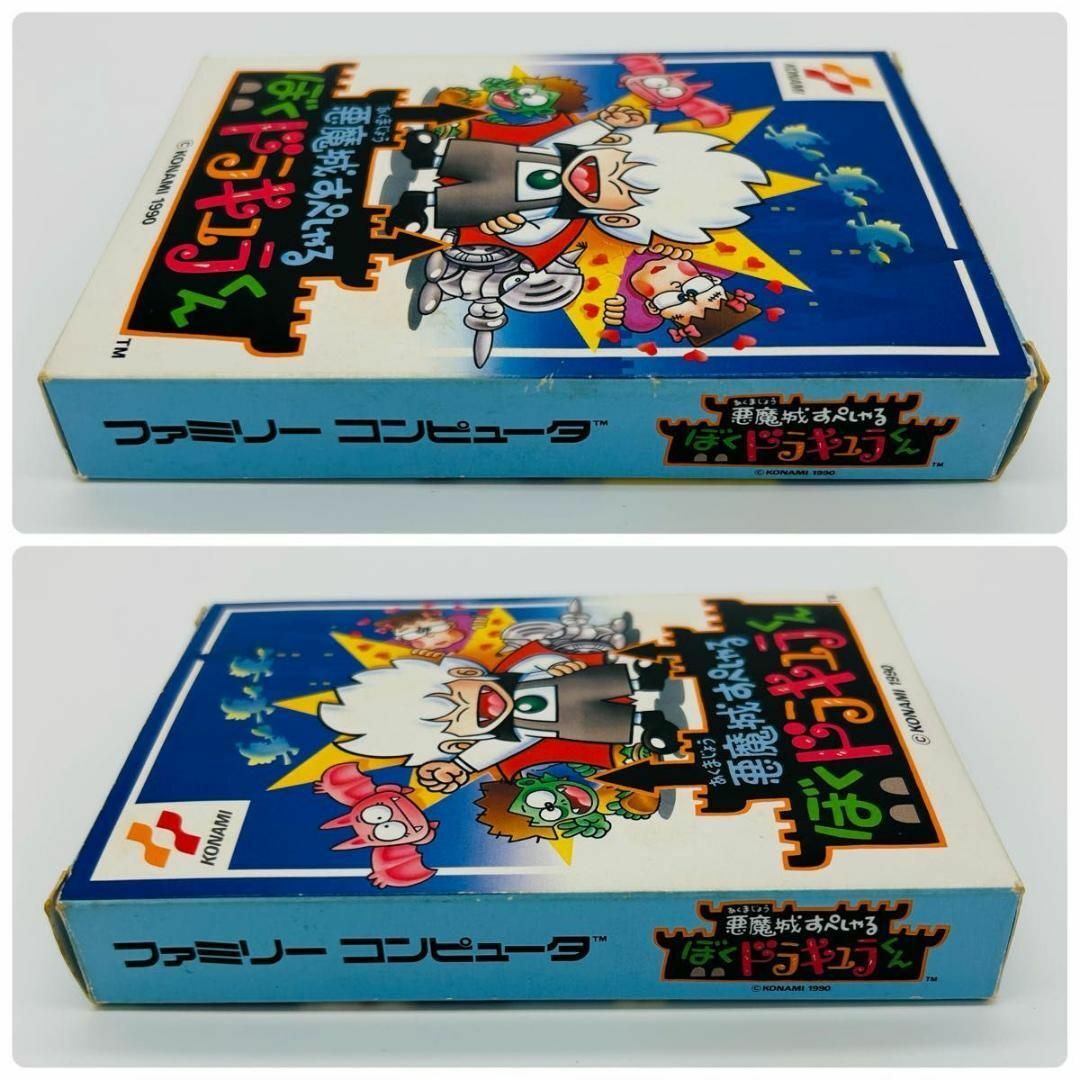 KONAMI
あくまじょう
悪魔城すぺしゃる
ぼくドラキュラくん
TM
©KONAMI 1990
ファミリー コンピュータ™
あくまじょう
悪魔城すぺしゃる
ぼくドラキュラくん
TM
©KONAMI 1990
KONAMI
あくまじょう
悪魔城すぺしゃる
ぼくドラキュラくん
TM
©KONAMI 1990
ファミリー コンピュータ™
あくまじょう
悪魔城すぺしゃる
ぼくドラキュラくん
TM
©KONAMI 1990